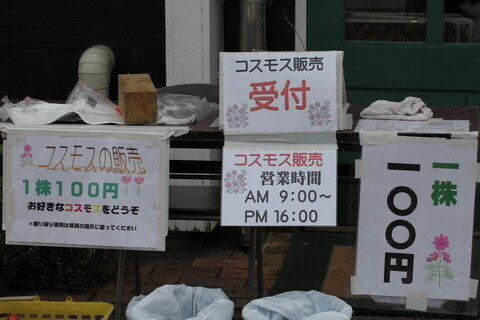 コスモスの販売
1株100円
お好きなコスモスをどうぞ
コスモス販売
受付
コスモス販売
営業時間
AM 9:00～
PM 16:00
一株
一〇〇円